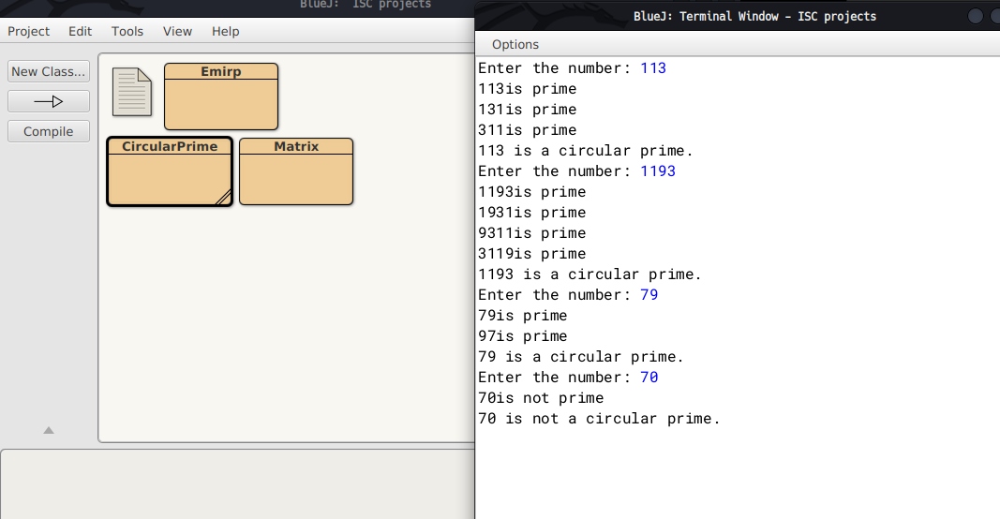 BlueJ: ISC projects
Project Edit Tools View Help
New Class...
Compile
Emirp
CircularPrime
Matrix
BlueJ: Terminal Window - ISC projects
Options
Enter the number: 113
113is prime
131is prime
311is prime
113 is a circular prime.
Enter the number: 1193
1193is prime
1931is prime
9311is prime
3119is prime
1193 is a circular prime.
Enter the number: 79
79is prime
97is prime
79 is a circular prime.
Enter the number: 70
70is not prime
70 is not a circular prime.